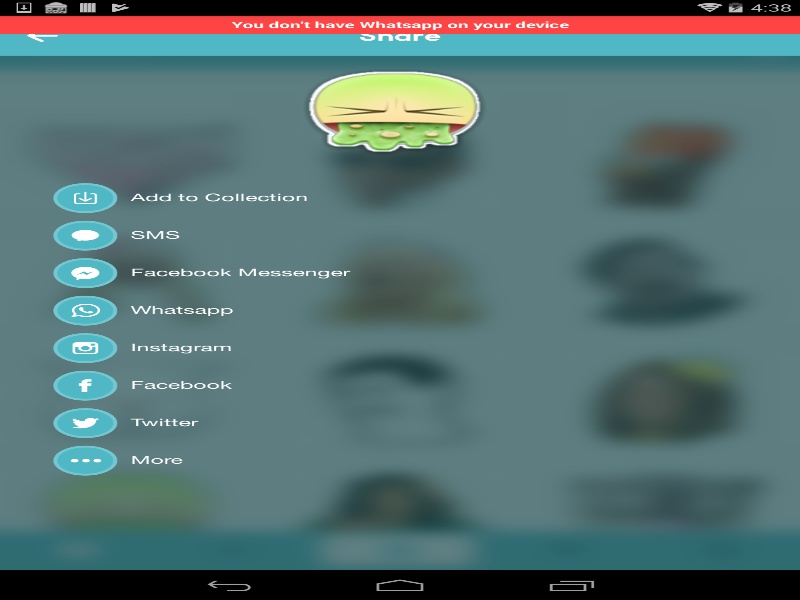 4:38
You don't have Whatsapp on your device
Share
Add to Collection
SMS
Facebook Messenger
Whatsapp
Instagram
Facebook
Twitter
More